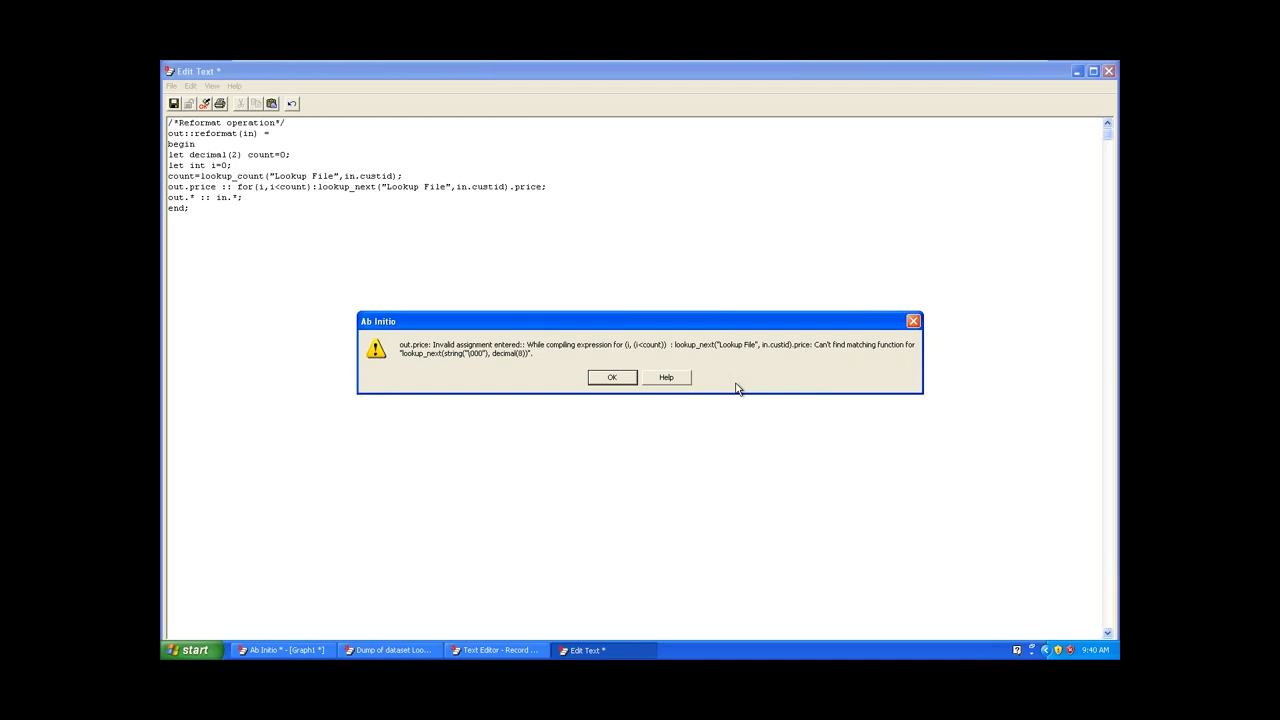 Edit Text *
File Edit View Help
/*Reformat operation*/
out::reformat(in) =
begin
let decimal(2) count=0;
let int i=0;
count=lookup_count("Lookup File",in.custid);
out.price :: for(i,i<count):lookup_next("Lookup File",in.custid).price;
out.* :: in.*;
end;
Ab Initio
out.price: Invalid assignment entered:: While compiling expression for (i, (i<count)) : lookup_next("Lookup File", in.custid).price: Can't find matching function for
"lookup_next(string("\000"), decimal(8))".
OK Help
start Ab Initio * - [Graph1 *] Dump of dataset Loo... Text Editor - Record ... Edit Text * 9:40 AM